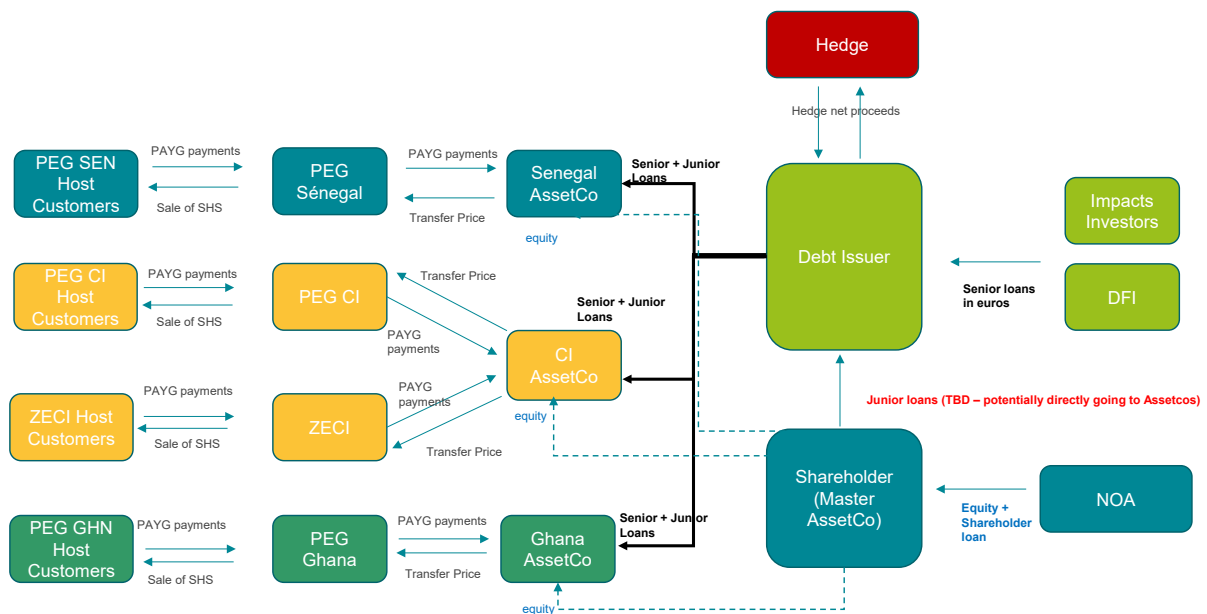 Hedge
Hedge net proceeds
PEG SEN
Host
Customers
PAYG payments
Sale of SHS
PEG
Sénégal
PAYG payments
Transfer Price
Senegal
AssetCo
Senior + Junior
Loans
equity
Debt Issuer
Impacts
Investors
Senior loans
in euros
DFI
PEG CI
Host
Customers
PAYG payments
Sale of SHS
PEG CI
Transfer Price
PAYG
payments
Senior + Junior
Loans
CI
AssetCo
equity
ZECI Host
Customers
PAYG payments
Sale of SHS
ZECI
PAYG
payments
Transfer Price
Junior loans (TBD – potentially directly going to Assetcos)
Shareholder
(Master
AssetCo)
Equity +
Shareholder
loan
NOA
PEG GHN
Host
Customers
PAYG payments
Sale of SHS
PEG
Ghana
PAYG payments
Transfer Price
Ghana
AssetCo
Senior + Junior
Loans
equity